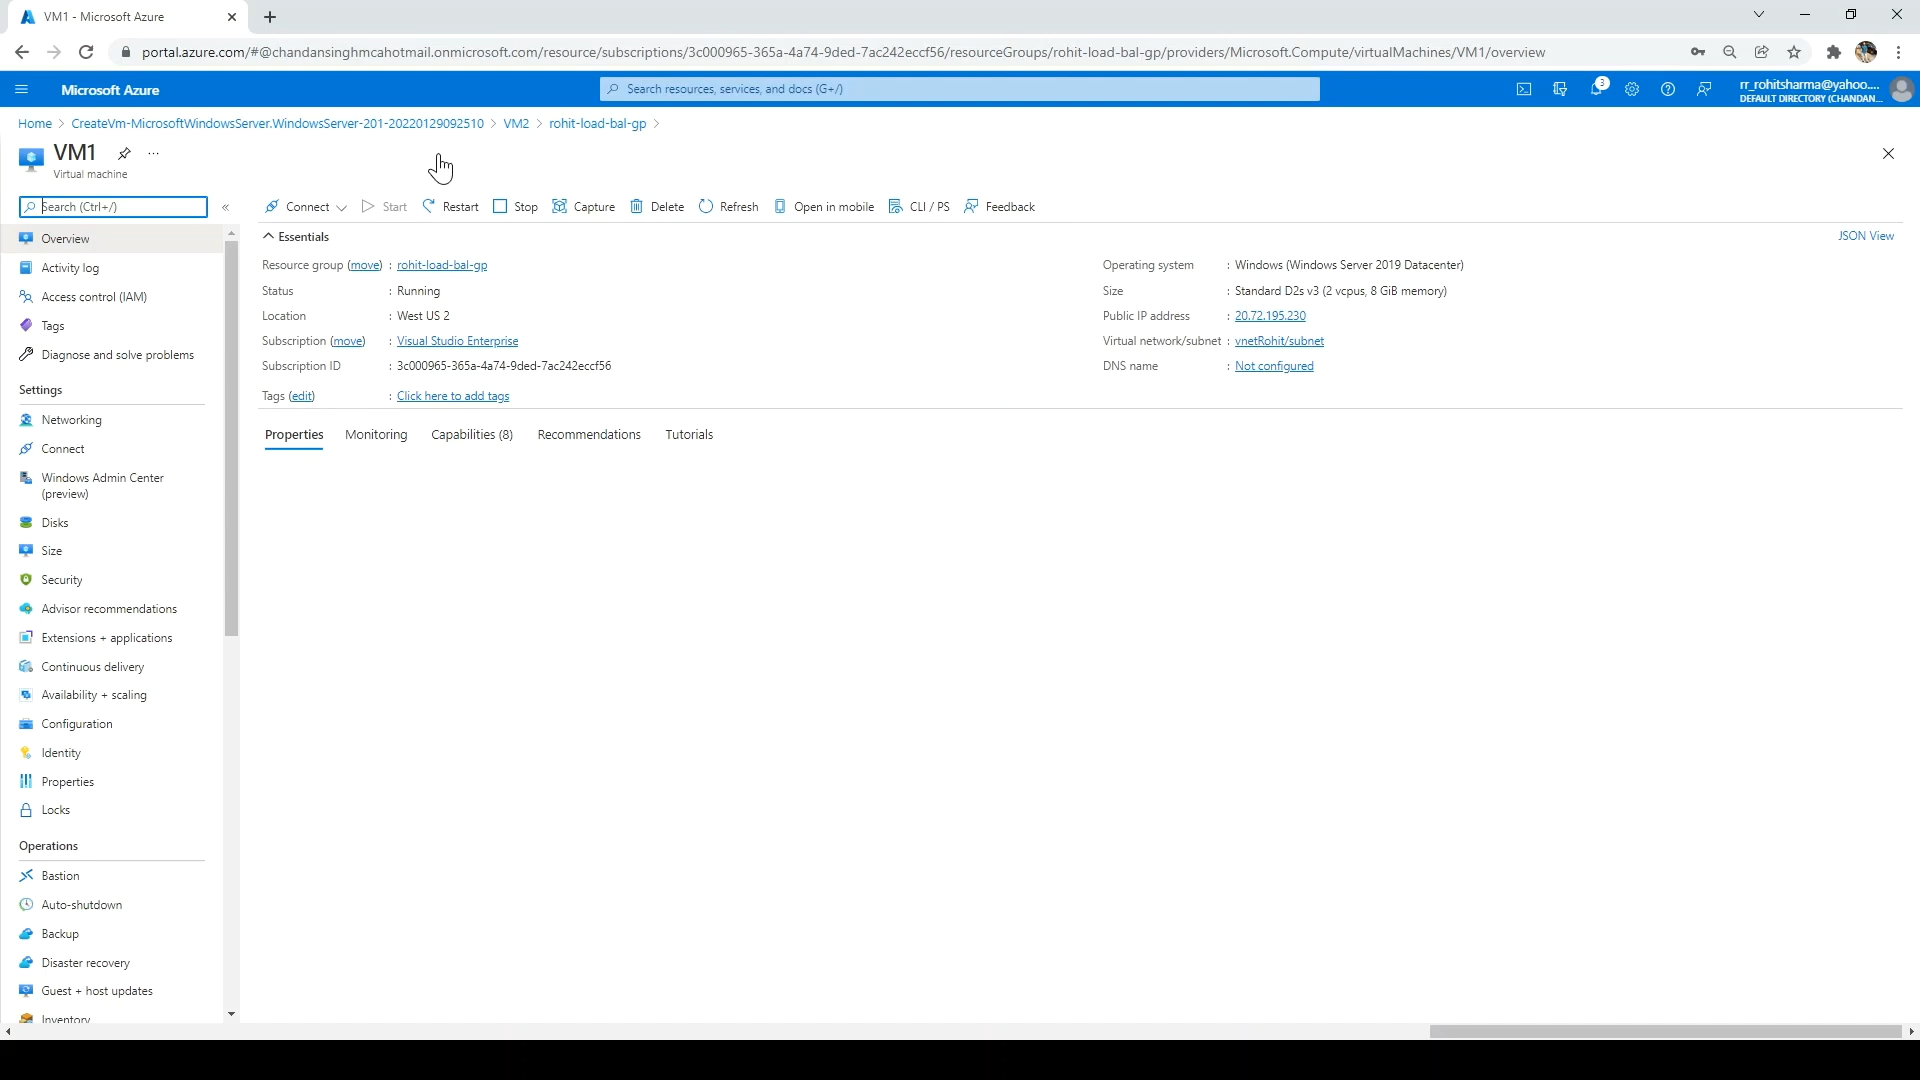 VM1 - Microsoft Azure
portal.azure.com/#@chandansinghmcahotmail.onmicrosoft.com/resource/subscriptions/3c000965-365a-4a74-9ded-7ac242eccf56/resourceGroups/rohit-load-bal-gp/providers/Microsoft.Compute/virtualMachines/VM1/overview
Microsoft Azure
Search resources, services, and docs (G+/)
3
rr_rohitsharma@yahoo....
DEFAULT DIRECTORY (CHANDAN...
Home > CreateVm-MicrosoftWindowsServer.WindowsServer-201-20220129092510 > VM2 > rohit-load-bal-gp >
VM1 ...
Virtual machine
Search (Ctrl+/) «
Connect Start Restart Stop Capture Delete Refresh Open in mobile CLI / PS Feedback
Overview
Activity log
Access control (IAM)
Tags
Diagnose and solve problems
Settings
Networking
Connect
Windows Admin Center
(preview)
Disks
Size
Security
Advisor recommendations
Extensions + applications
Continuous delivery
Availability + scaling
Configuration
Identity
Properties
Locks
Operations
Bastion
Auto-shutdown
Backup
Disaster recovery
Guest + host updates
Inventory
Essentials
JSON View
Resource group (move) : rohit-load-bal-gp
Status : Running
Location : West US 2
Subscription (move) : Visual Studio Enterprise
Subscription ID : 3c000965-365a-4a74-9ded-7ac242eccf56
Tags (edit) : Click here to add tags
Operating system : Windows (Windows Server 2019 Datacenter)
Size : Standard D2s v3 (2 vcpus, 8 GiB memory)
Public IP address : 20.72.195.230
Virtual network/subnet : vnetRohit/subnet
DNS name : Not configured
Properties Monitoring Capabilities (8) Recommendations Tutorials